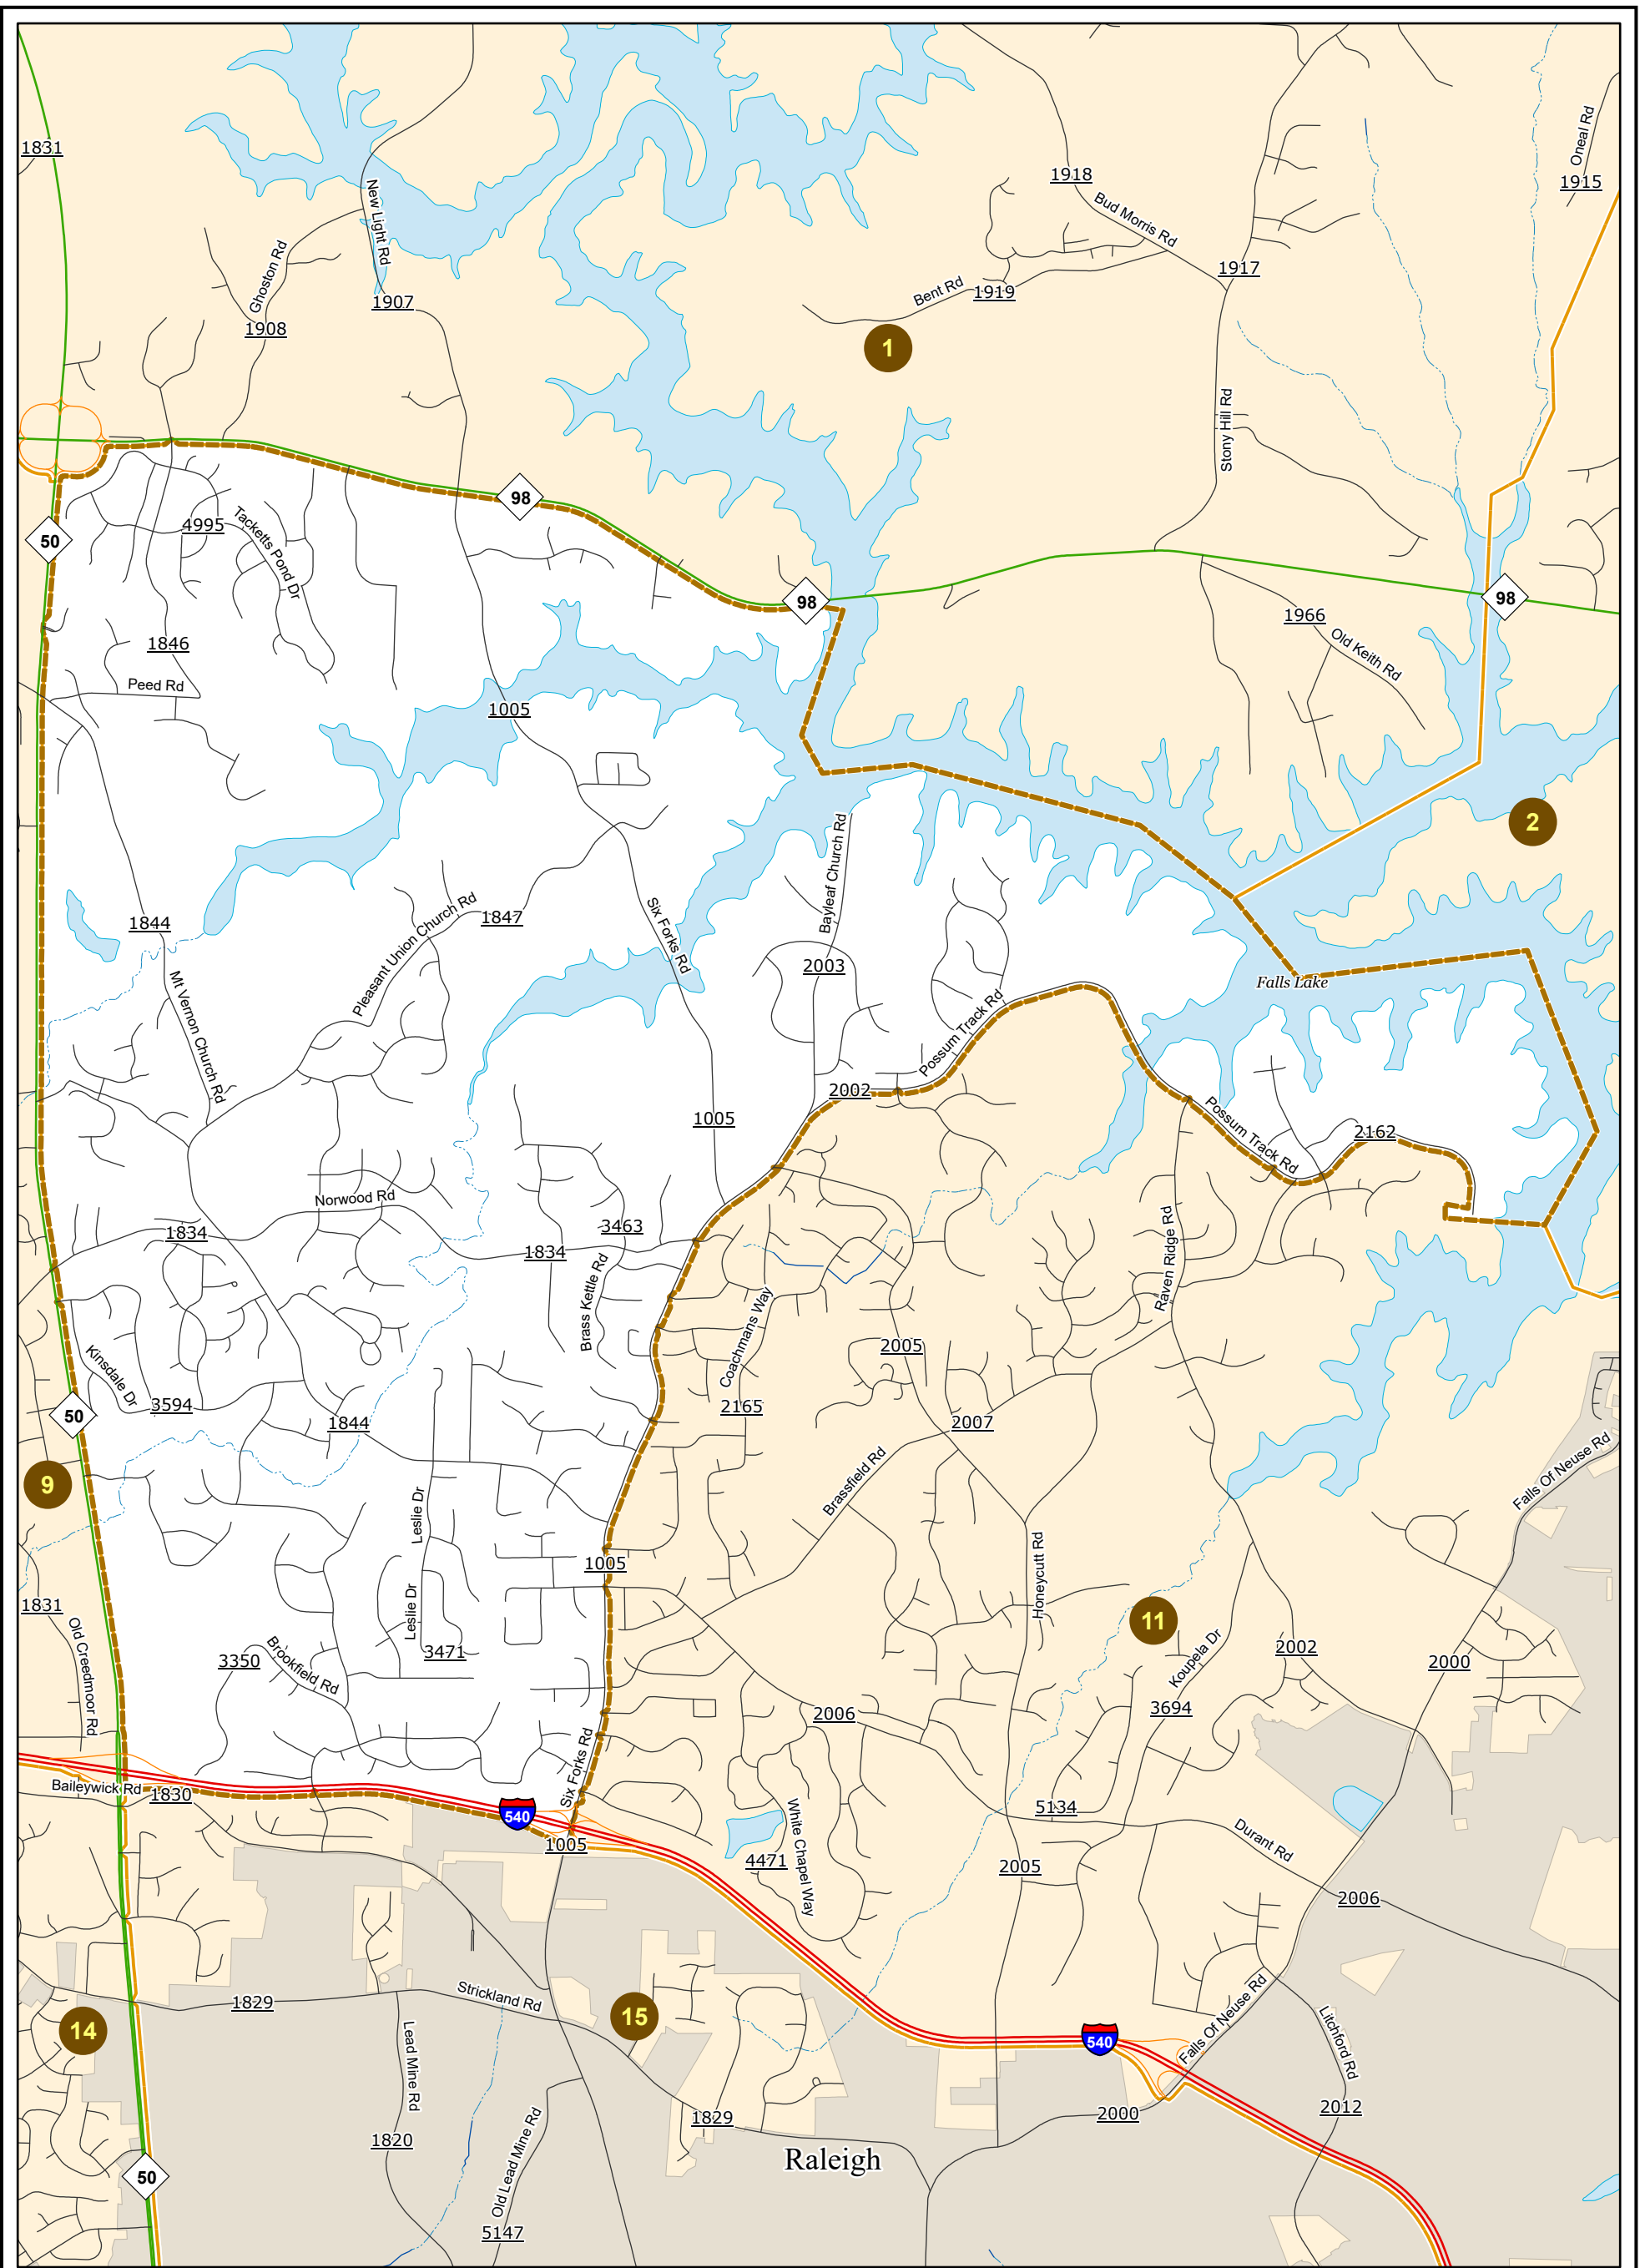 1831
Oneal Rd
1918
1915
Bud Morris Rd
New Light Rd
Ghoston Rd
1917
Bent Rd
1919
1907
1908
1
Stony Hill Rd
98
4995
Tacketts Pond Dr
50
98
98
1966
Old Keith Rd
1846
Peed Rd
1005
2
Bayleaf Church Rd
1844
Pleasant Union Church Rd
1847
Six Forks Rd
2003
Falls Lake
Mt Vernon Church Rd
Possum Track Rd
2002
1005
Possum Track Rd
2162
Norwood Rd
1834
3463
1834
Raven Ridge Rd
Brass Kettle Rd
Coachmans Way
2005
Kinsdale Dr
3594
2165
50
1844
2007
Falls Of Neuse Rd
9
Brassfield Rd
Leslie Dr
1005
Honeycutt Rd
1831
Leslie Dr
11
Old Creedmoor Rd
3350
Brookfield Rd
3471
Koupela Dr
2002
2000
3694
2006
Six Forks Rd
Baileywick Rd
1830
540
1005
White Chapel Way
5134
Durant Rd
4471
2005
2006
Strickland Rd
1829
15
14
Lead Mine Rd
540
Falls Of Neuse Rd
Litchford Rd
1829
2000
2012
1820
Old Lead Mine Rd
Raleigh
50
5147